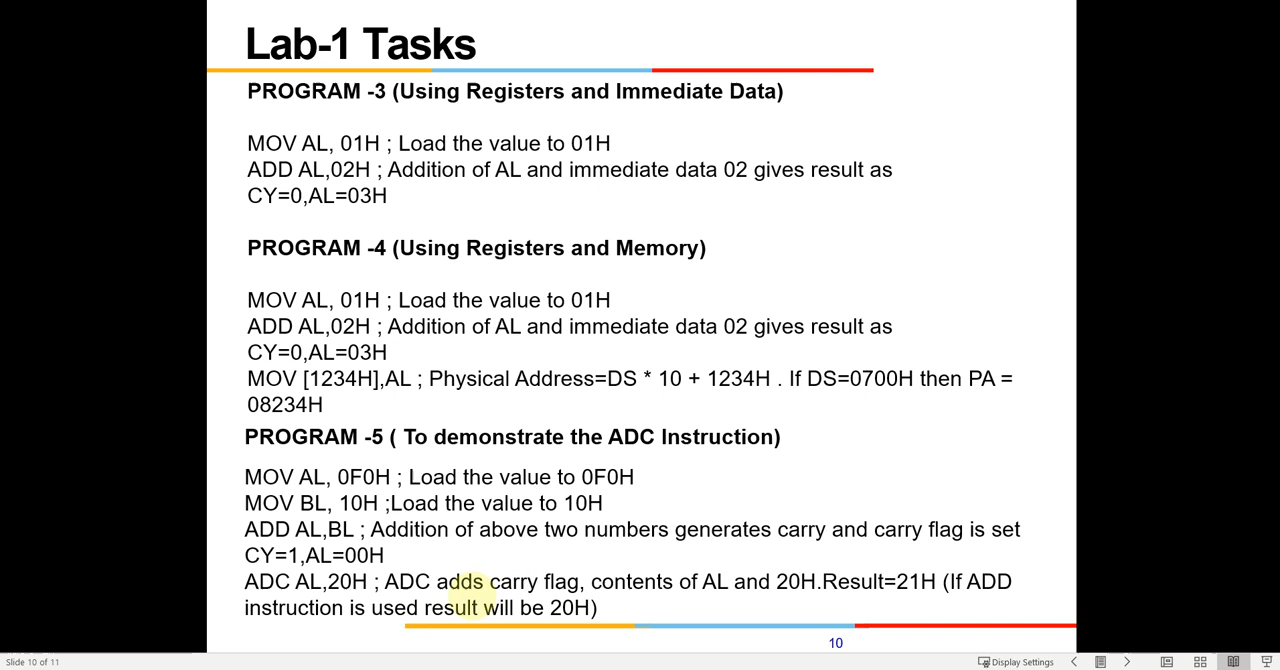 Lab-1 Tasks
PROGRAM -3 (Using Registers and Immediate Data)
MOV AL, 01H ; Load the value to 01H
ADD AL,02H ; Addition of AL and immediate data 02 gives result as
CY=0,AL=03H
PROGRAM -4 (Using Registers and Memory)
MOV AL, 01H ; Load the value to 01H
ADD AL,02H ; Addition of AL and immediate data 02 gives result as
CY=0,AL=03H
MOV [1234H],AL ; Physical Address=DS * 10 + 1234H . If DS=0700H then PA =
08234H
PROGRAM -5 ( To demonstrate the ADC Instruction)
MOV AL, 0F0H ; Load the value to 0F0H
MOV BL, 10H ;Load the value to 10H
ADD AL,BL ; Addition of above two numbers generates carry and carry flag is set
CY=1,AL=00H
ADC AL,20H ; ADC adds carry flag, contents of AL and 20H.Result=21H (If ADD
instruction is used result will be 20H)
10
Slide 10 of 11
Display Settings